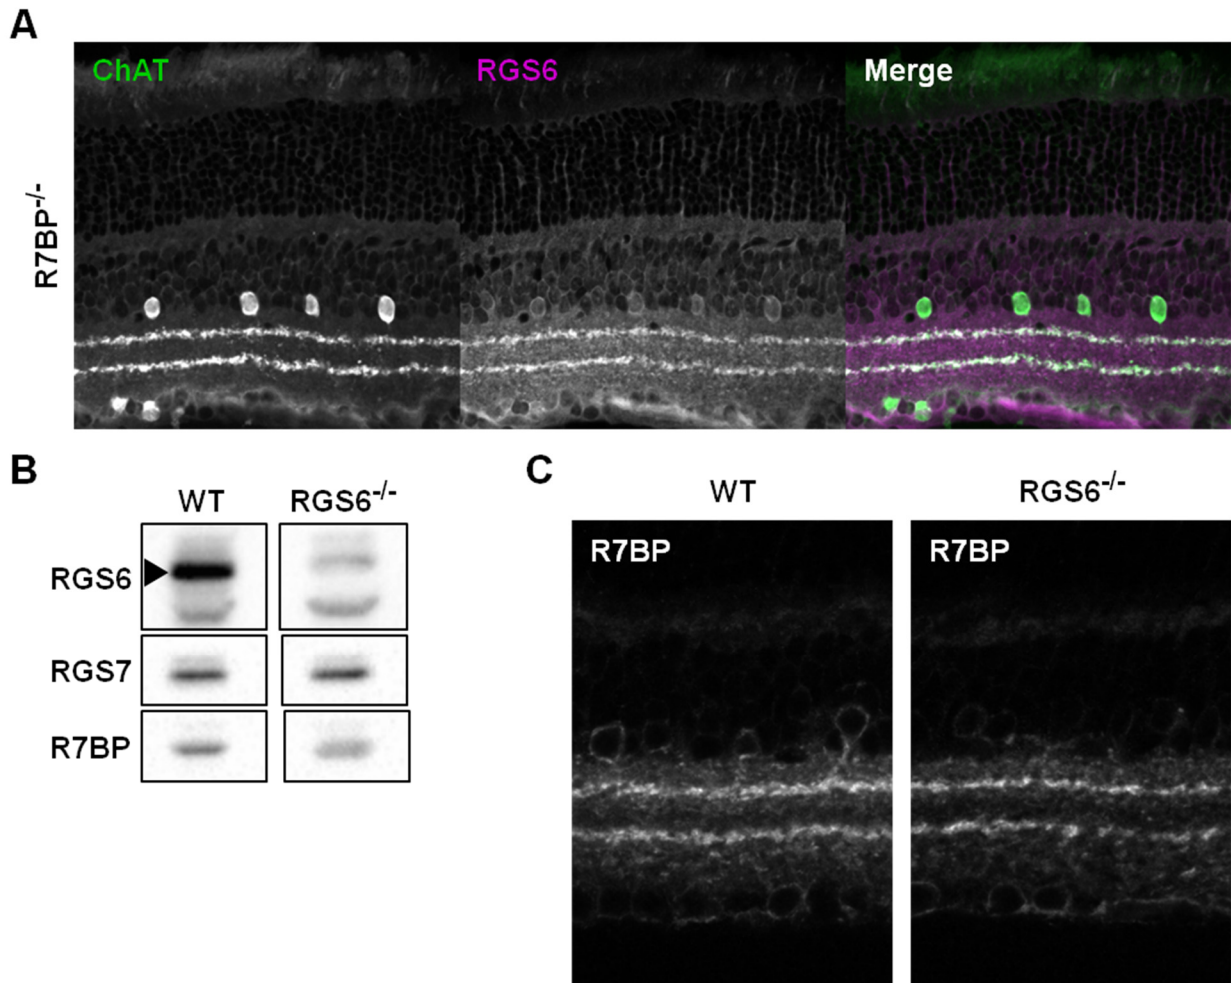 A
ChAT
RGS6
Merge
R7BP-/-
B
WT
RGS6-/-
RGS6
RGS7
R7BP
C
WT
RGS6-/-
R7BP
R7BP